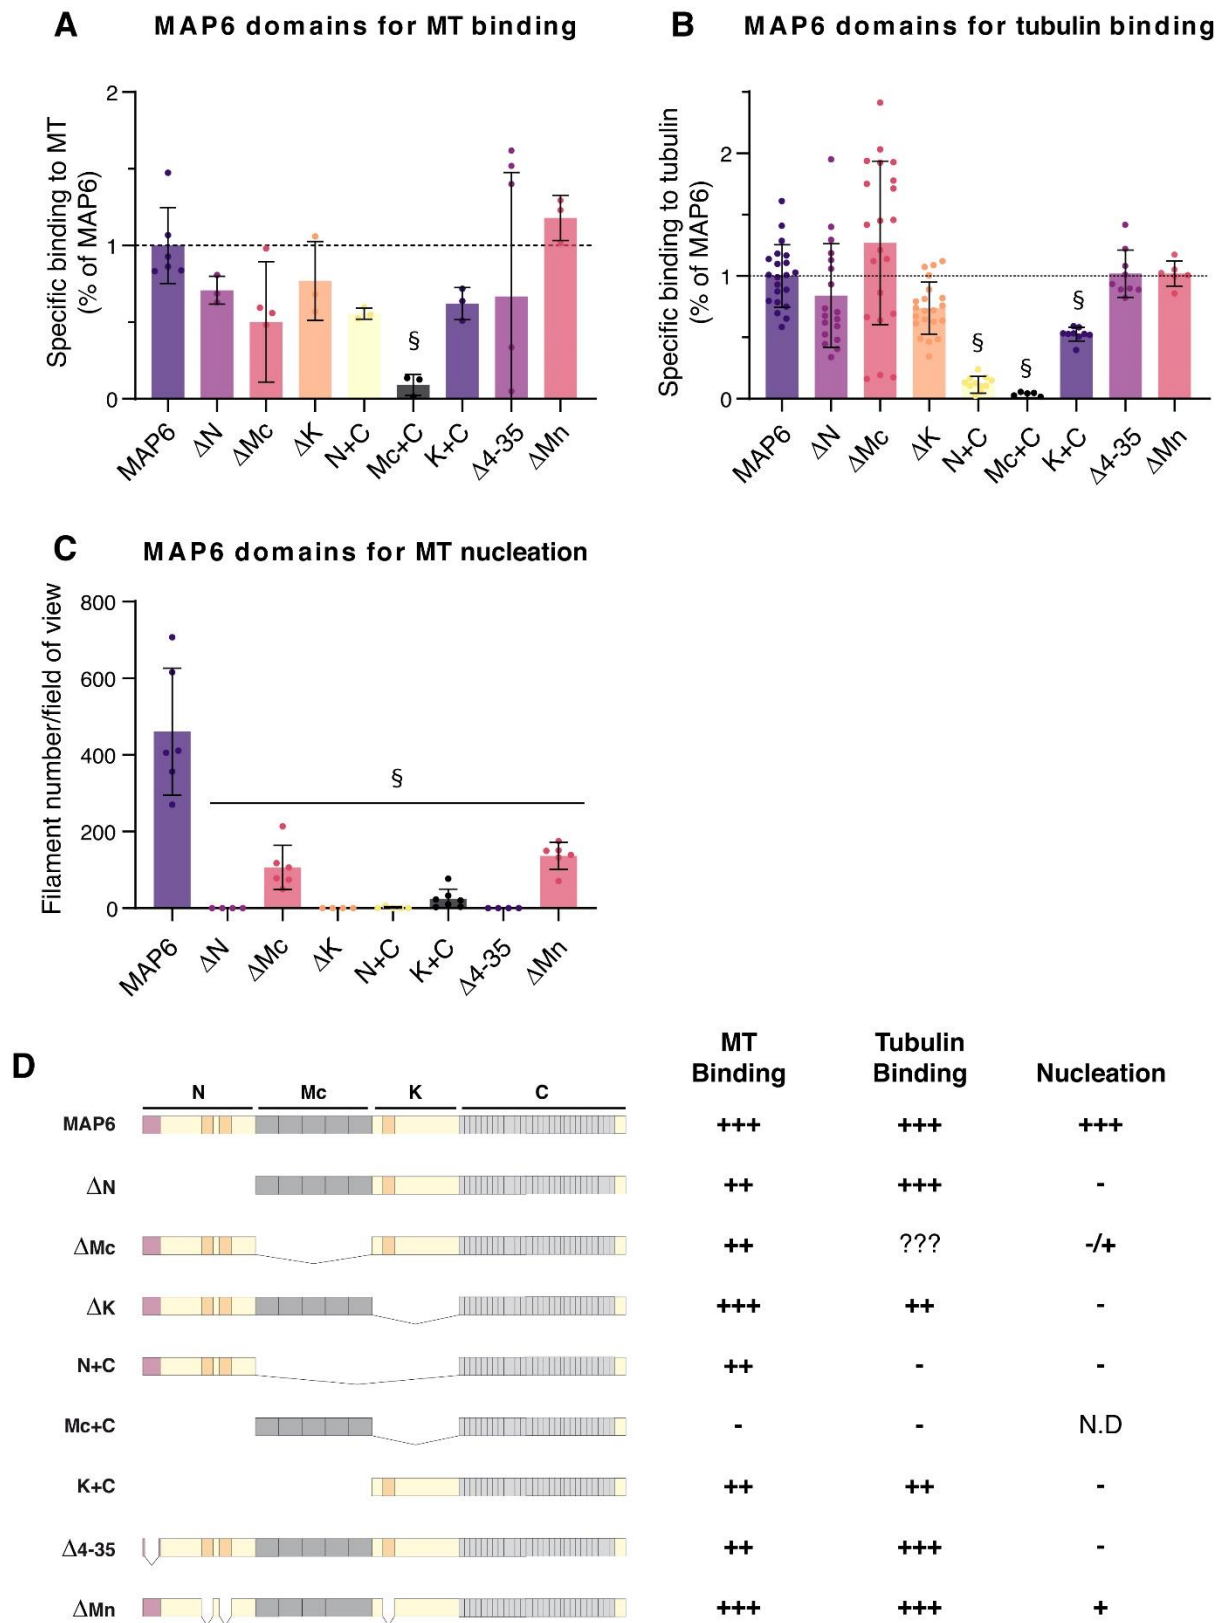 A MAP6 domains for MT binding
Specific binding to MT
(% of MAP6)
2
1
0
MAP6 ΔN ΔMc ΔK N+C Mc+C K+C Δ4-35 ΔMn
§
B MAP6 domains for tubulin binding
Specific binding to tubulin
(% of MAP6)
2
1
0
MAP6 ΔN ΔMc ΔK N+C Mc+C K+C Δ4-35 ΔMn
§ § §
C MAP6 domains for MT nucleation
Filament number/field of view
800
600
400
200
0
§
MAP6 ΔN ΔMc ΔK N+C K+C Δ4-35 ΔMn
D
MT Binding
Tubulin Binding
Nucleation
N Mc K C
MAP6 +++ +++ +++
ΔN ++ +++ -
ΔMc ++ ??? -/+
ΔK +++ ++ -
N+C ++ - -
Mc+C - - N.D
K+C ++ ++ -
Δ4-35 ++ +++ -
ΔMn +++ +++ +